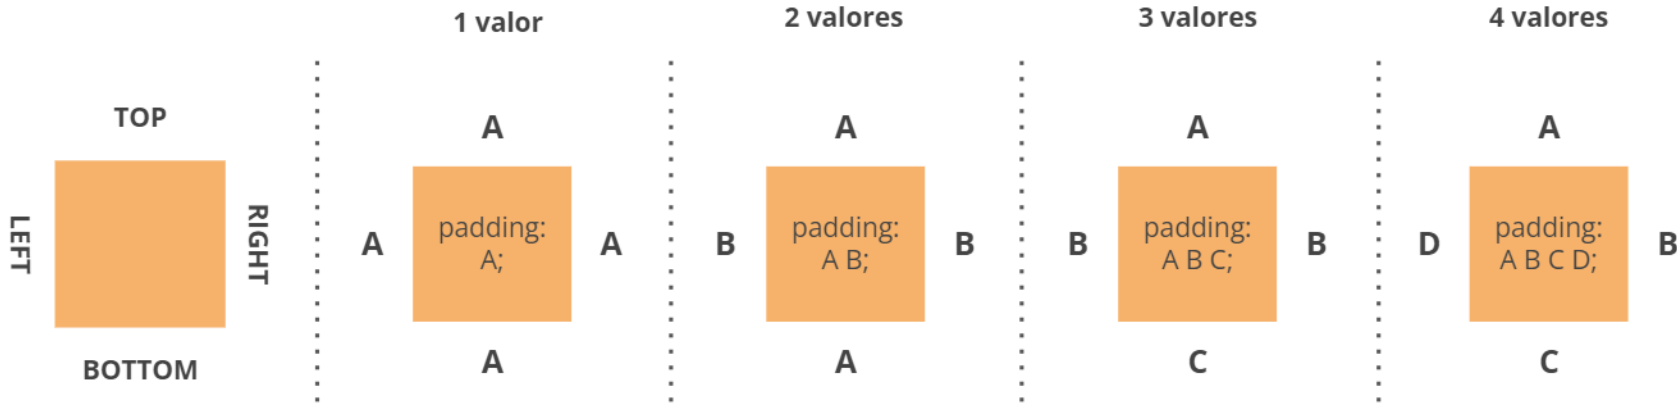 TOP
LEFT
RIGHT
BOTTOM
1 valor
A
A
padding:
A;
A
A
2 valores
A
B
padding:
A B;
B
A
3 valores
A
B
padding:
A B C;
B
C
4 valores
A
D
padding:
A B C D;
B
C